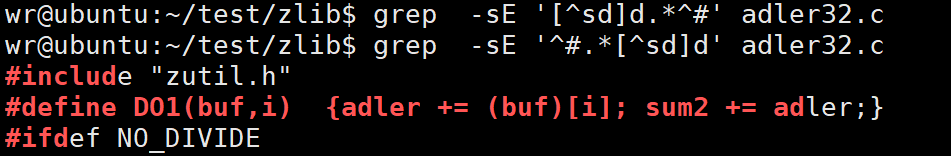 wr@ubuntu:~/test/zlib$ grep  -sE '[^sd]d.*^#' adler32.c
wr@ubuntu:~/test/zlib$ grep  -sE '^#.*[^sd]d' adler32.c
#include "zutil.h"
#define DO1(buf,i)  {adler += (buf)[i]; sum2 += adler;}
#ifdef NO_DIVIDE